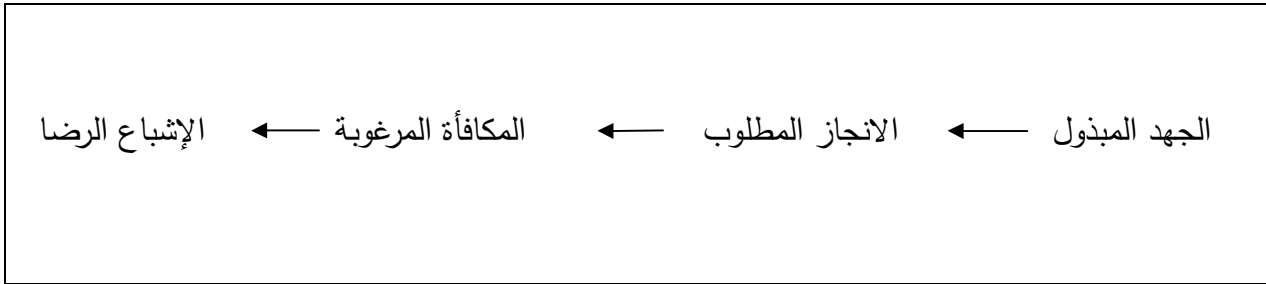 الجهد المبذول ← الانجاز المطلوب ← المكافأة المرغوبة ← الإشباع الرضا